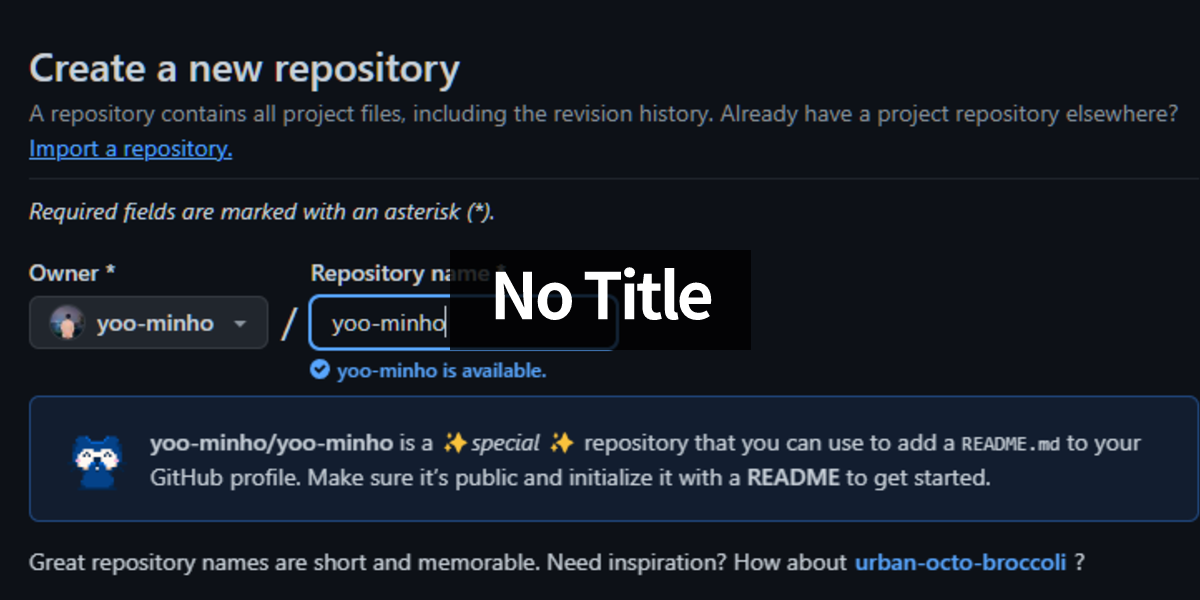 Create a new repository
A repository contains all project files, including the revision history. Already have a project repository elsewhere?
Import a repository.
Required fields are marked with an asterisk (*).
Owner *
Repository name *
yoo-minho
/
yoo-minho
No Title
yoo-minho is available.
yoo-minho/yoo-minho is a ✨special ✨ repository that you can use to add a README.md to your
GitHub profile. Make sure it’s public and initialize it with a README to get started.
Great repository names are short and memorable. Need inspiration? How about urban-octo-broccoli ?